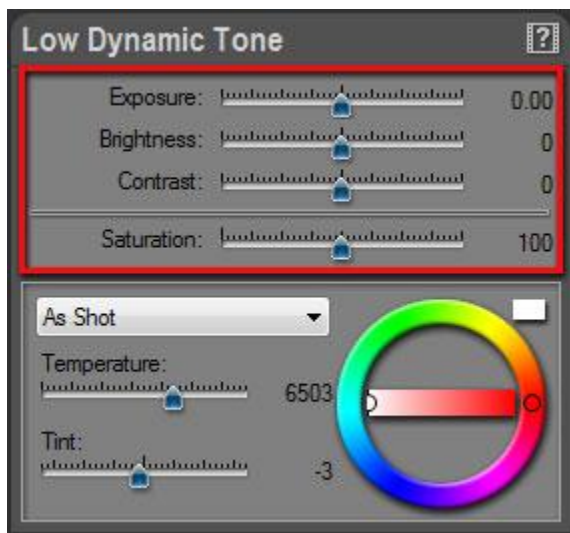 Low Dynamic Tone ?
Exposure: 0.00
Brightness: 0
Contrast: 0
Saturation: 100
As Shot
Temperature:
6503
Tint:
-3